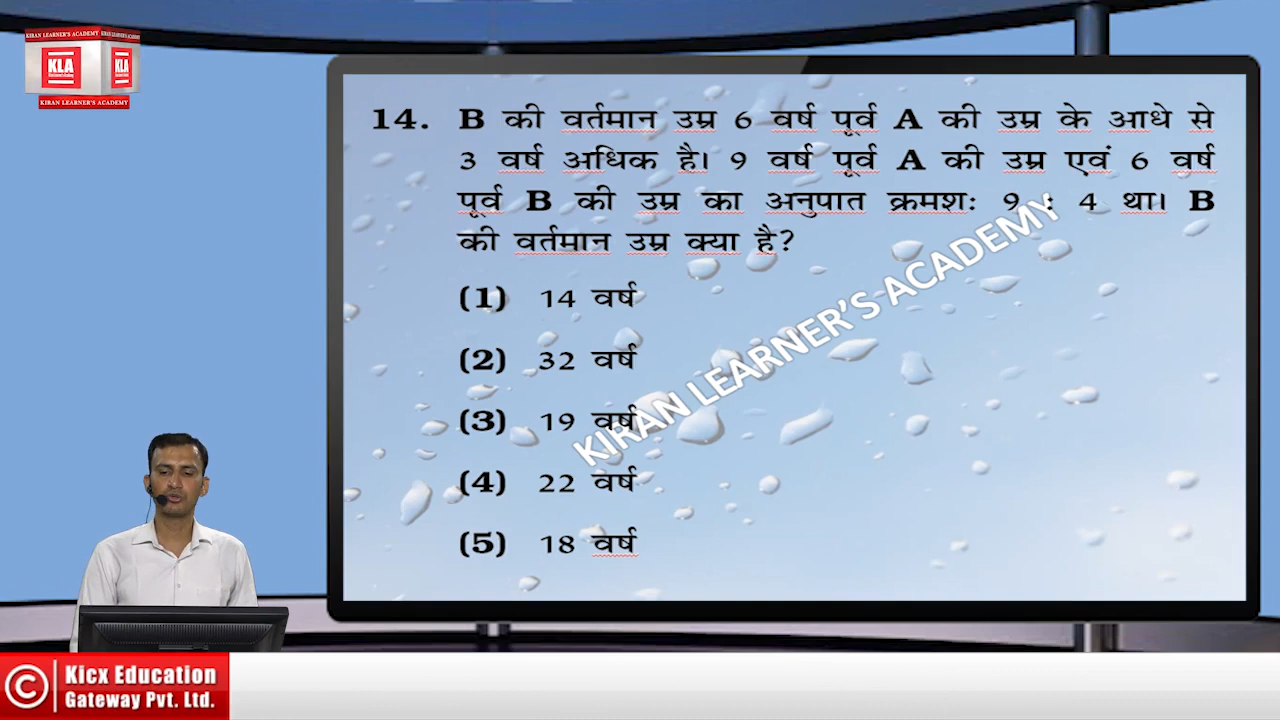 KIRAN LEARNER'S ACADEMY
KLA
KLA
KIRAN LEARNER'S ACADEMY
14. B की वर्तमान उम्र 6 वर्ष पूर्व A की उम्र के आधे से
3 वर्ष अधिक है। 9 वर्ष पूर्व A की उम्र एवं 6 वर्ष
पूर्व B की उम्र का अनुपात क्रमशः 9 : 4 था। B
की वर्तमान उम्र क्या है?
(1) 14 वर्ष
(2) 32 वर्ष
(3) 19 वर्ष
(4) 22 वर्ष
(5) 18 वर्ष
KIRAN LEARNER'S ACADEMY
© Kicx Education
Gateway Pvt. Ltd.